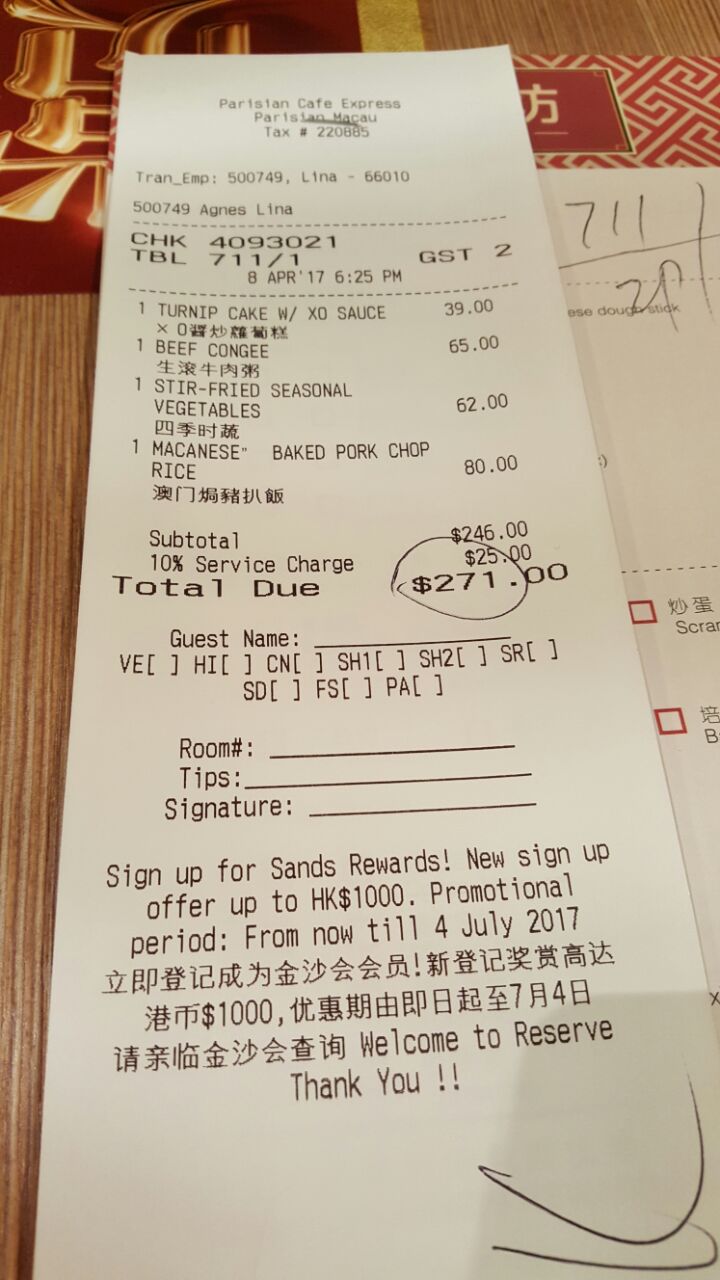 Parisian Cafe Express
Parisian Macau
Tax # 220885
Tran_Emp: 500749, Lina - 66010
500749 Agnes Lina
CHK 4093021
TBL 711/1 GST 2
8 APR'17 6:25 PM
1 TURNIP CAKE W/ XO SAUCE 39.00
× O醬炒蘿蔔糕
1 BEEF CONGEE 65.00
生滚牛肉粥
1 STIR-FRIED SEASONAL
VEGETABLES 62.00
四季时蔬
1 MACANESE" BAKED PORK CHOP
RICE 80.00
澳门焗豬扒飯
Subtotal $246.00
10% Service Charge $25.00
Total Due $271.00
Guest Name:
VE[ ] HI[ ] CN[ ] SH1[ ] SH2[ ] SR[ ]
SD[ ] FS[ ] PA[ ]
Room#:
Tips:
Signature:
Sign up for Sands Rewards! New sign up
offer up to HK$1000. Promotional
period: From now till 4 July 2017
立即登记成为金沙会会员!新登记奖赏高达
港币$1000,优惠期由即日起至7月4日
请亲临金沙会查询 Welcome to Reserve
Thank You !!
方
711
dough stick
炒蛋